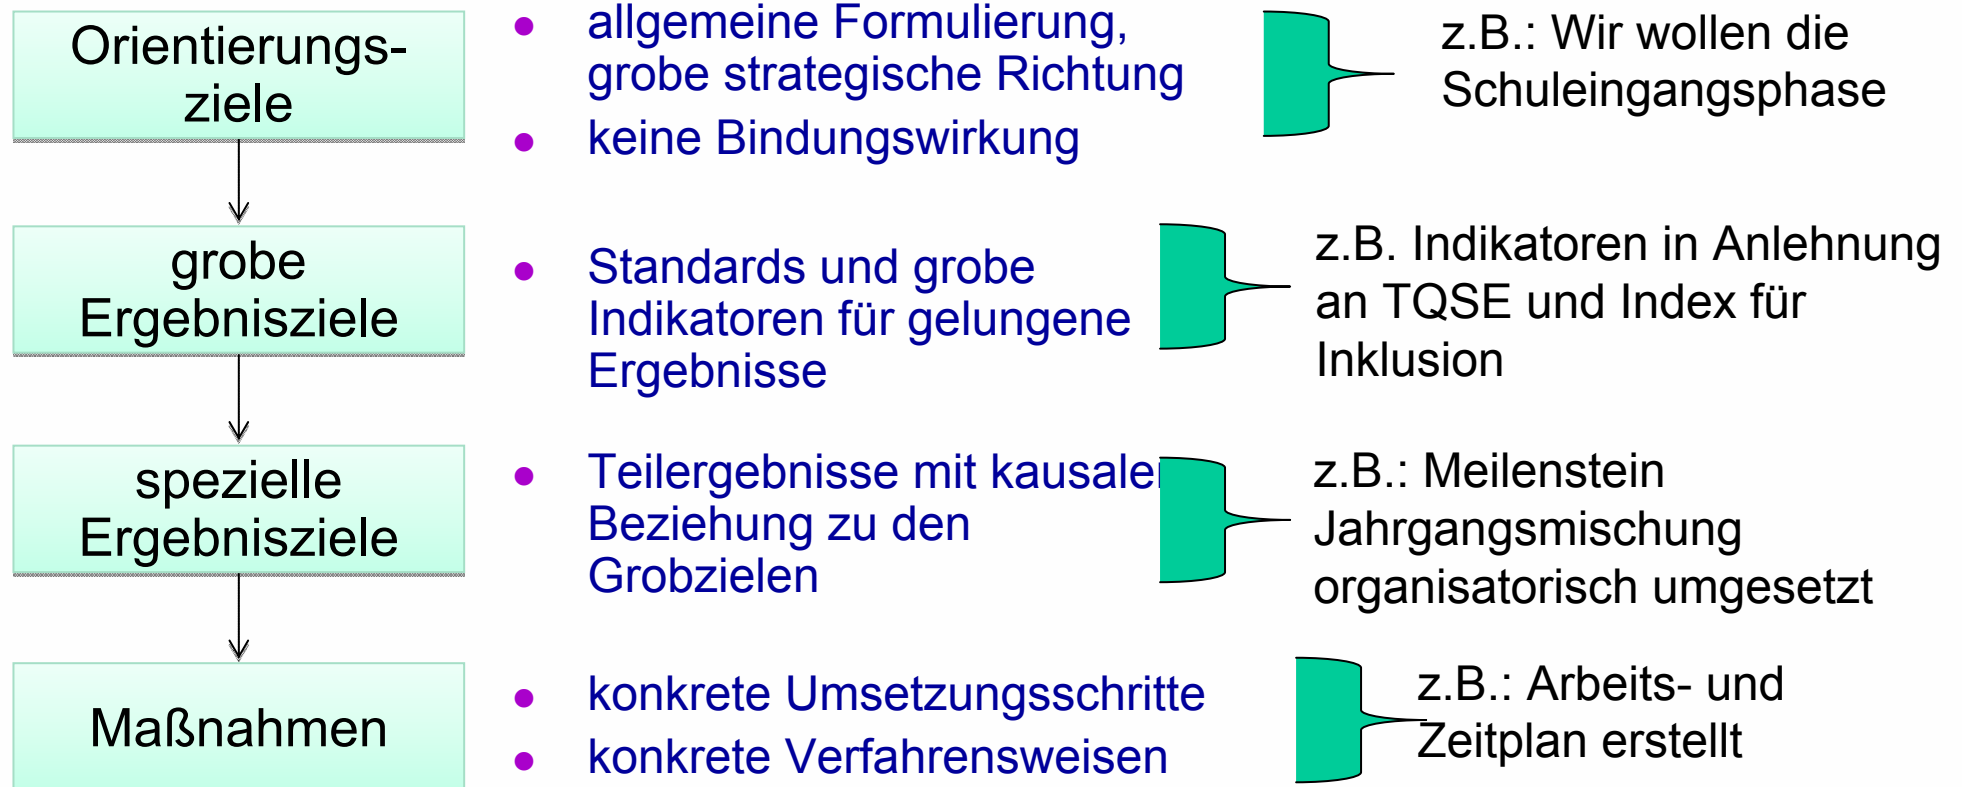 Orientierungs-
ziele
allgemeine Formulierung,
grobe strategische Richtung
keine Bindungswirkung
z.B.: Wir wollen die
Schuleingangsphase
grobe
Ergebnisziele
Standards und grobe
Indikatoren für gelungene
Ergebnisse
z.B. Indikatoren in Anlehnung
an TQSE und Index für
Inklusion
spezielle
Ergebnisziele
Teilergebnisse mit kausaler
Beziehung zu den
Grobzielen
z.B.: Meilenstein
Jahrgangsmischung
organisatorisch umgesetzt
Maßnahmen
konkrete Umsetzungsschritte
konkrete Verfahrensweisen
z.B.: Arbeits- und
Zeitplan erstellt